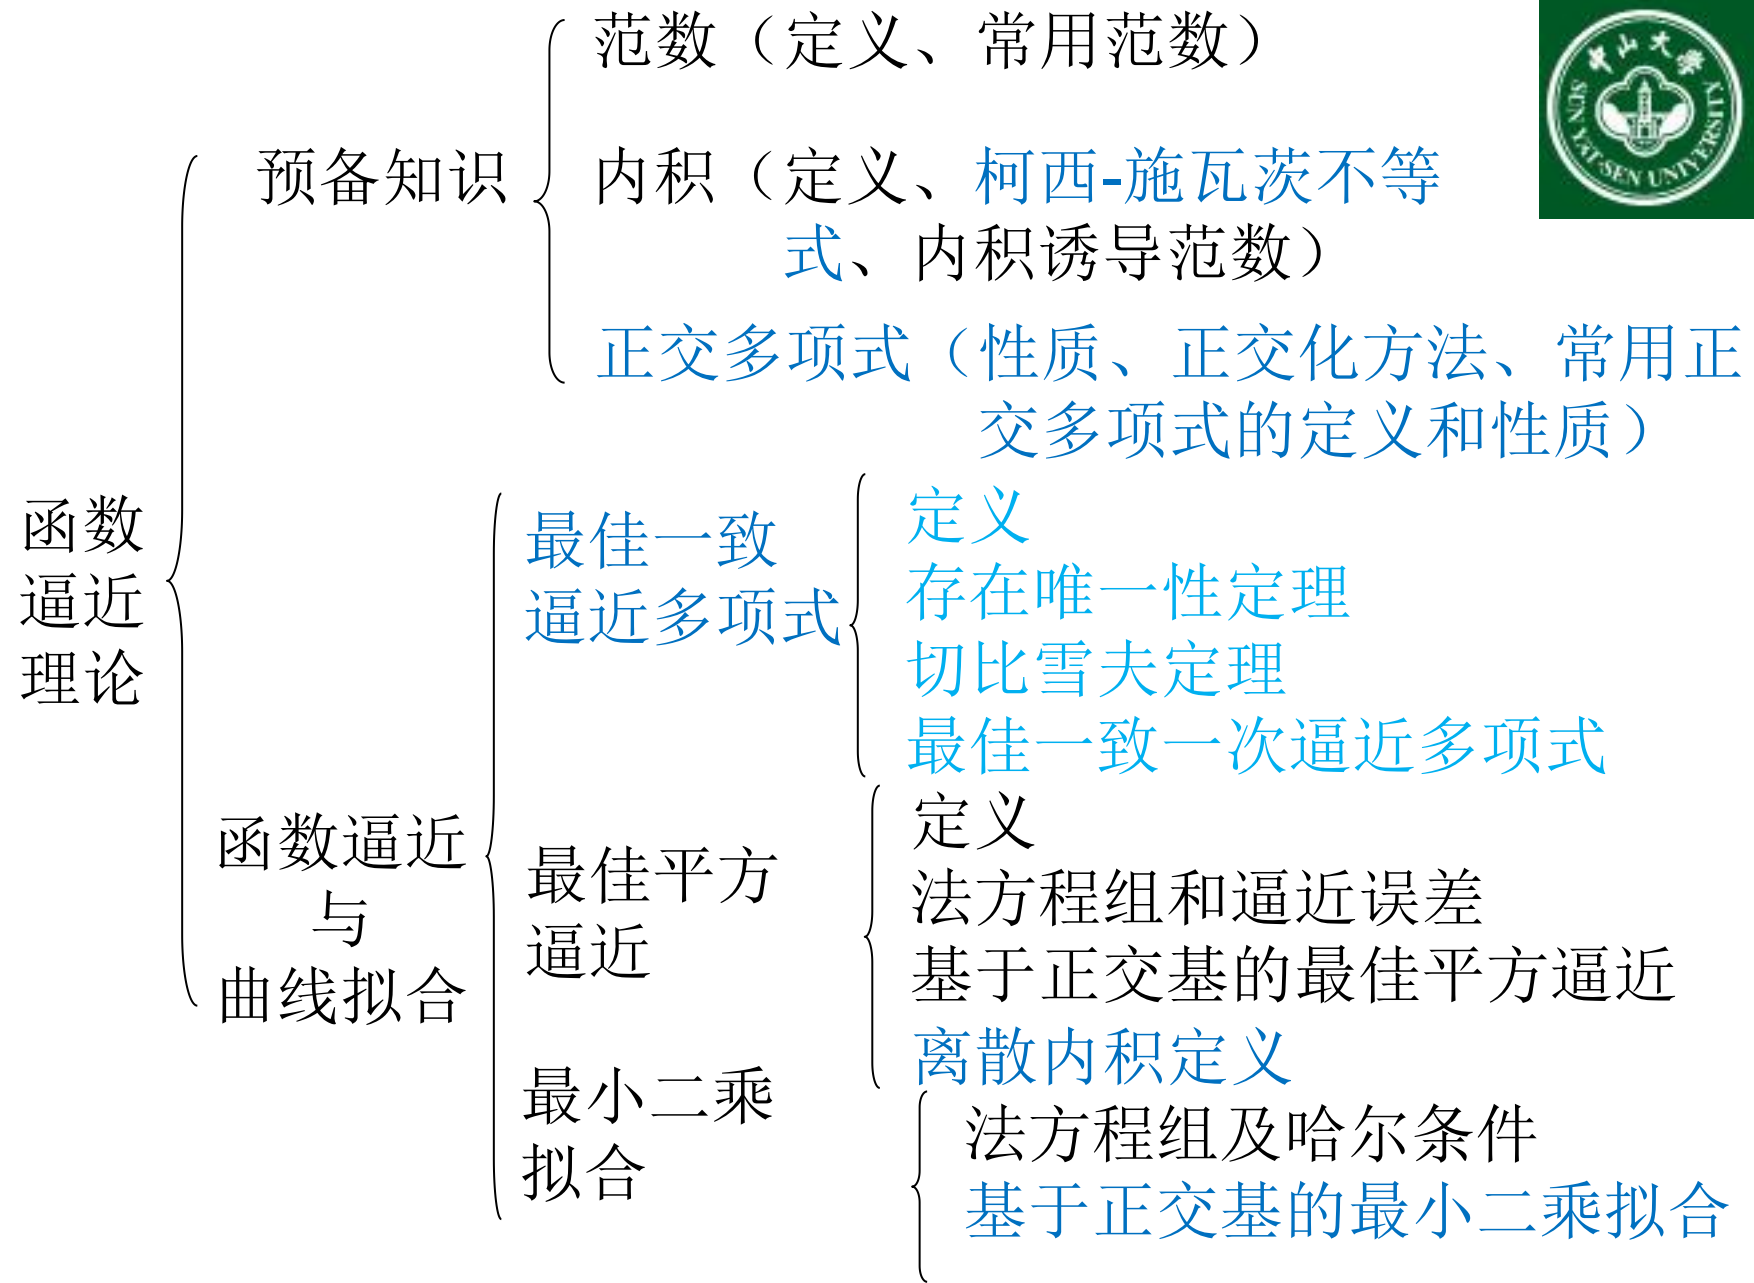 范数（定义、常用范数）
预备知识
内积（定义、柯西-施瓦茨不等
式、内积诱导范数）
正交多项式（性质、正交化方法、常用正
交多项式的定义和性质）
函数
逼近
理论
最佳一致
逼近多项式
定义
存在唯一性定理
切比雪夫定理
最佳一致一次逼近多项式
函数逼近
与
曲线拟合
最佳平方
逼近
定义
法方程组和逼近误差
基于正交基的最佳平方逼近
离散内积定义
最小二乘
拟合
法方程组及哈尔条件
基于正交基的最小二乘拟合
中山大学
SUN YAT-SEN UNIVERSITY